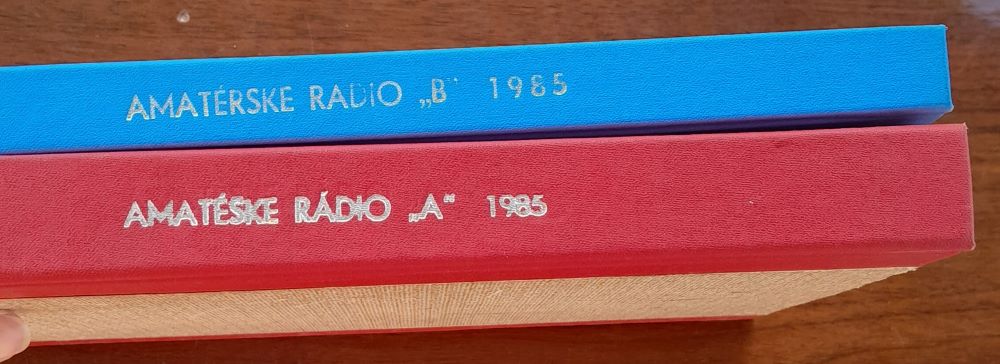 AMATÉRSKE RADIO „B" 1985
AMATÉSKE RÁDIO „A" 1985